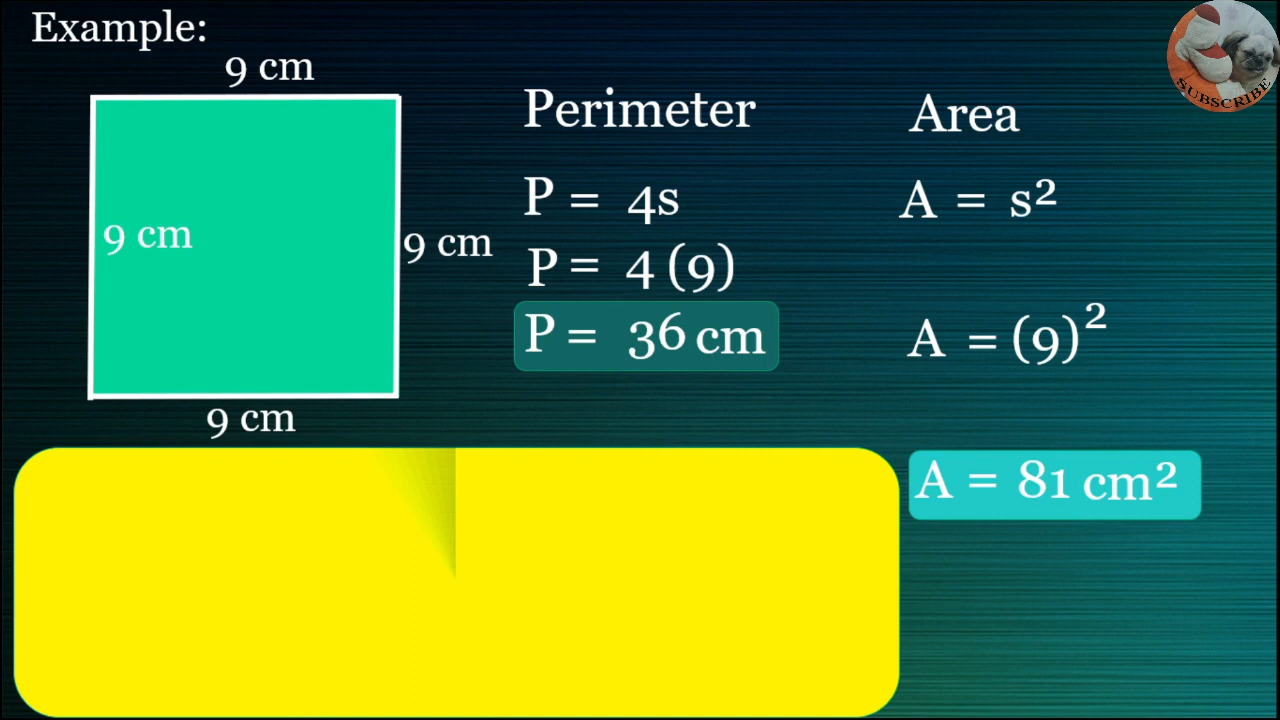 Example:
9 cm
9 cm
9 cm
9 cm
Perimeter
P = 4s
P = 4 (9)
P = 36 cm
Area
A = s²
A = (9)²
A = 81 cm²
SUBSCRIBE